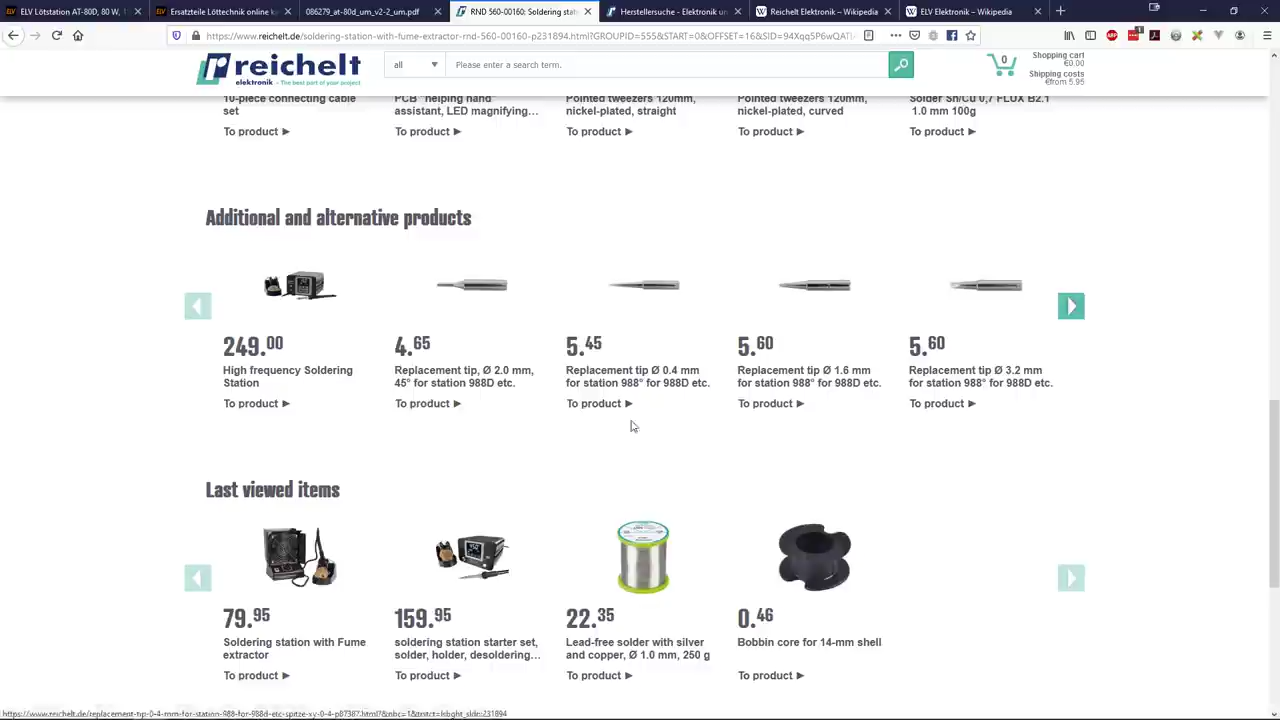 ELV Lötstation AT-80D, 80 W,
Ersatzteile Löttechnik online k
086279_at-80d_um_v2-2_um.pdf
RND 560-00160: Soldering stat
Herstellersuche - Elektronik un
Reichelt Elektronik – Wikipedia
ELV Elektronik – Wikipedia
https://www.reichelt.de/soldering-station-with-fume-extractor-rnd-560-00160-p231894.html?GROUPID=555&START=0&OFFSET=16&SID=94XqqSP6wQATI
reichelt
elektronik - The best part of your project
all
Please enter a search term.
0
Shopping cart
€0.00
Shipping costs
€from 5.95
10-piece connecting cable
set
To product
PCB "helping hand"
assistant, LED magnifying…
To product
Pointed tweezers 120mm,
nickel-plated, straight
To product
Pointed tweezers 120mm,
nickel-plated, curved
To product
Solder Sn/Cu 0,7 FLUX B2.1
1.0 mm 100g
To product
Additional and alternative products
249.00
High frequency Soldering
Station
To product
4.65
Replacement tip, Ø 2.0 mm,
45° for station 988D etc.
To product
5.45
Replacement tip Ø 0.4 mm
for station 988° for 988D etc.
To product
5.60
Replacement tip Ø 1.6 mm
for station 988° for 988D etc.
To product
5.60
Replacement tip Ø 3.2 mm
for station 988° for 988D etc.
To product
Last viewed items
79.95
Soldering station with Fume
extractor
To product
159.95
soldering station starter set,
solder, holder, desoldering…
To product
22.35
Lead-free solder with silver
and copper, Ø 1.0 mm, 250 g
To product
0.46
Bobbin core for 14-mm shell
To product